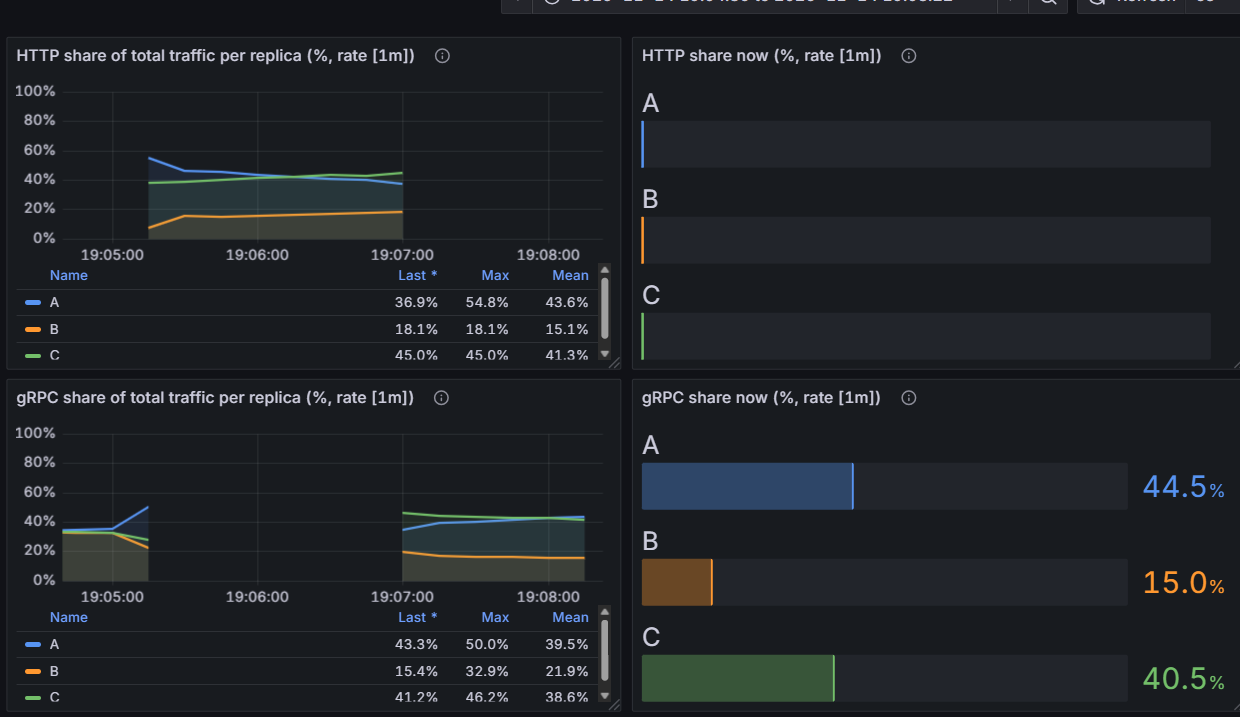 HTTP share of total traffic per replica (%, rate [1m])
100%
80%
60%
40%
20%
0%
19:05:00 19:06:00 19:07:00 19:08:00
Name Last * Max Mean
A 36.9% 54.8% 43.6%
B 18.1% 18.1% 15.1%
C 45.0% 45.0% 41.3%
HTTP share now (%, rate [1m])
A
B
C
gRPC share of total traffic per replica (%, rate [1m])
100%
80%
60%
40%
20%
0%
19:05:00 19:06:00 19:07:00 19:08:00
Name Last * Max Mean
A 43.3% 50.0% 39.5%
B 15.4% 32.9% 21.9%
C 41.2% 46.2% 38.6%
gRPC share now (%, rate [1m])
A
44.5%
B
15.0%
C
40.5%